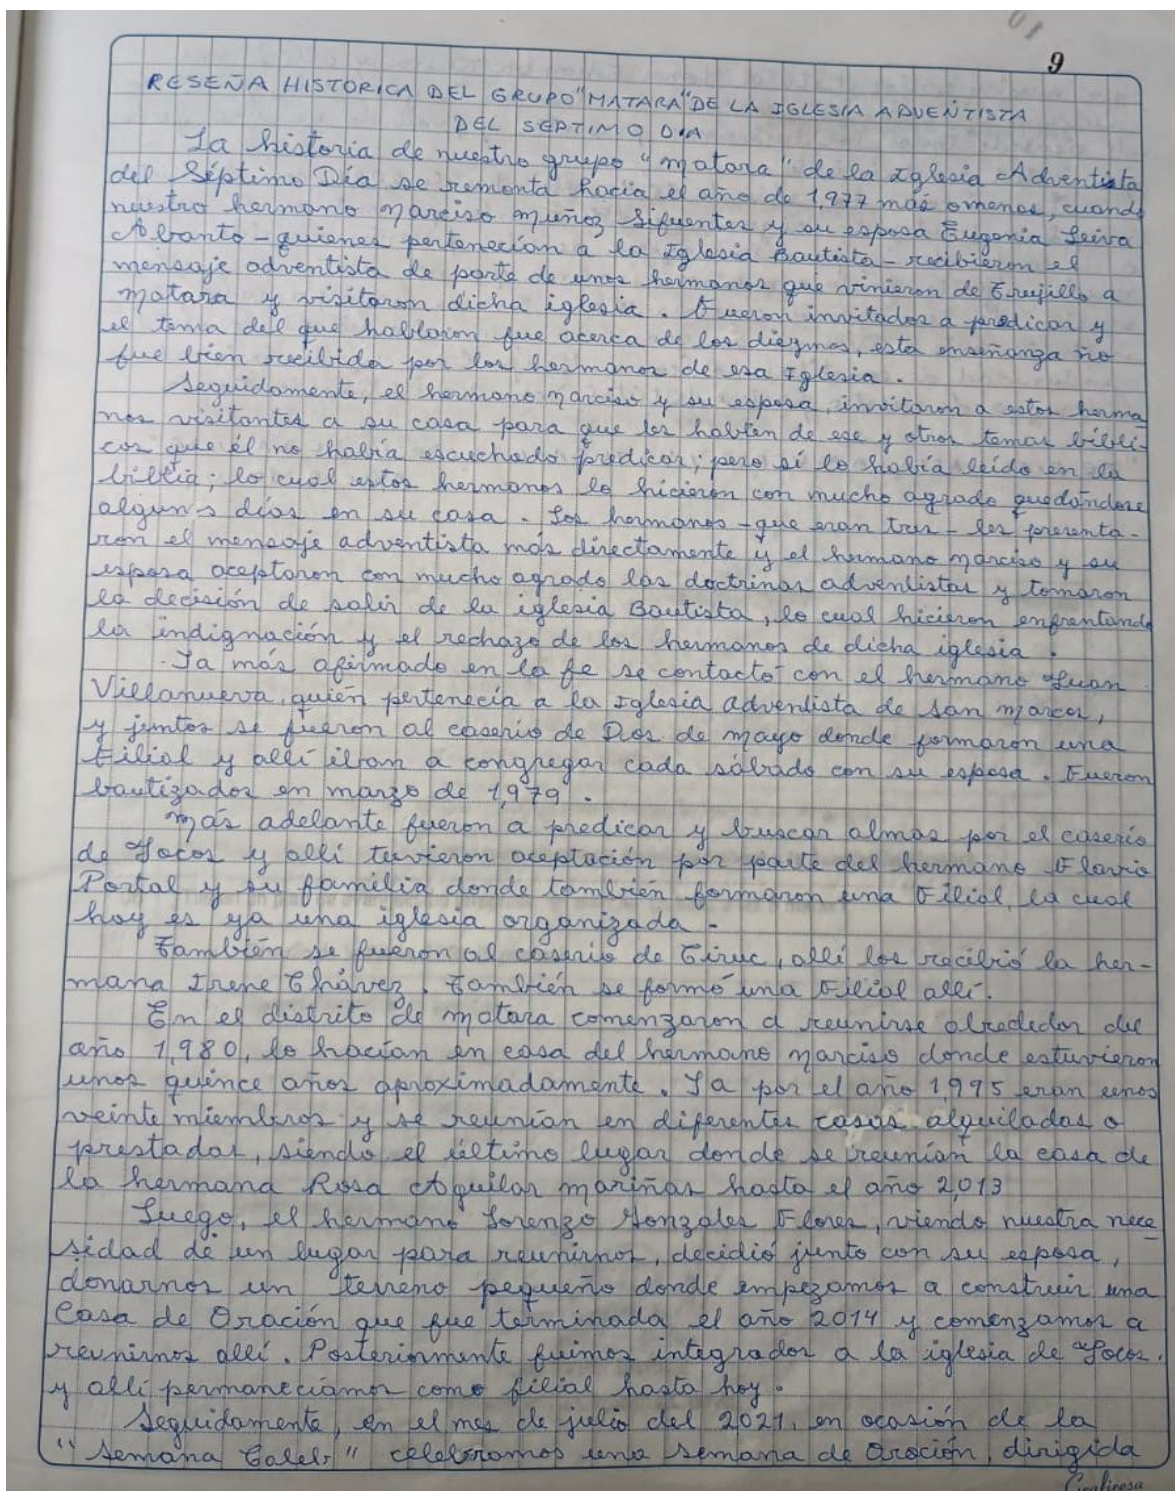 01
9
RESEÑA HISTORICA DEL GRUPO "MATARA" DE LA IGLESIA ADVENTISTA
DEL SEPTIMO DIA
La historia de nuestro grupo "matara" de la Iglesia Adventista
del Séptimo Día se remonta hacia el año de 1,977 más omenos, cuando
nuestro hermano Narciso Muñoz Sifuentes y su esposa Eugenia Leiva
Abanto - quienes pertenecían a la Iglesia Bautista - recibieron el
mensaje adventista de parte de unos hermanos que vinieron de Trujillo a
Matara y visitaron dicha iglesia. Fueron invitados a predicar y
el tema del que hablaron fue acerca de los diezmos, esta enseñanza no
fue bien recibida por los hermanos de esa Iglesia.
Seguidamente, el hermano Narciso y su esposa, invitaron a estos herma
nos visitantes a su casa para que les hablen de ese y otros temas bíbli-
cos que él no había escuchado predicar; pero sí lo había leído en la
biblia; lo cual estos hermanos lo hicieron con mucho agrado quedándose
algunos días en su casa. Los hermanos - que eran tres - les presenta-
ron el mensaje adventista más directamente y el hermano Narciso y su
esposa aceptaron con mucho agrado las doctrinas adventistas y tomaron
la decisión de salir de la iglesia Bautista, lo cual hicieron enfrentando
la indignación y el rechazo de los hermanos de dicha iglesia.
Ya más afirmado en la fe se contactó con el hermano Juan
Villanueva, quién pertenecía a la Iglesia adventista de San Marcos,
y juntos se fueron al caserío de Dos de mayo donde formaron una
Filial y allí iban a congregar cada sábado con su esposa. Fueron
bautizados en marzo de 1,979.
Más adelante fueron a predicar y buscar almas por el caserío
de Jocos y allí tuvieron aceptación por parte del hermano Flavio
Portal y su familia donde también formaron una Filial, la cual
hoy es ya una iglesia organizada.
También se fueron al caserío de Tiruc, allí los recibió la her-
mana Irene Chávez. También se formó una Filial allí.
En el distrito de Matara comenzaron a reunirse alrededor del
año 1,980, lo hacían en casa del hermano Narciso donde estuvieron
unos quince años aproximadamente. Ya por el año 1,995 eran unos
veinte miembros y se reunían en diferentes casas alquiladas o
prestadas, siendo el último lugar donde se reunían la casa de
la hermana Rosa Aguilar Mariñas hasta el año 2,013
Luego, el hermano Lorenzo Gonzales Flores, viendo nuestra nece
sidad de un lugar para reunirnos, decidió junto con su esposa,
donarnos un terreno pequeño donde empezamos a construir una
Casa de Oración que fue terminada el año 2014 y comenzamos a
reunirnos allí. Posteriormente fuimos integrados a la iglesia de Jocos.
y allí permanecíamos como filial hasta hoy.
Seguidamente, en el mes de julio del 2021, en ocasión de la
"Semana Caleb" celebramos una semana de Oración, dirigida